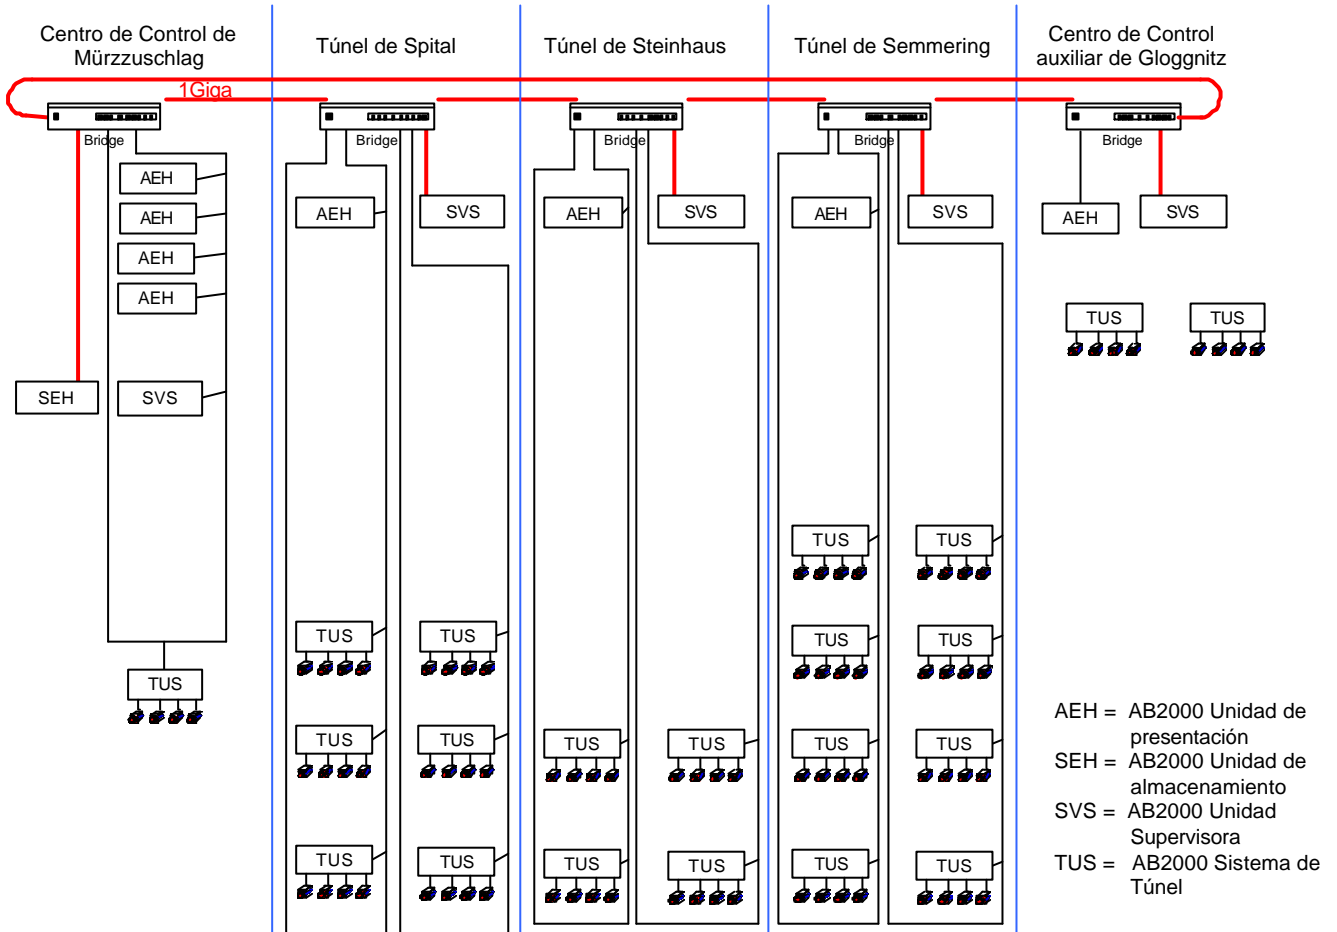 Centro de Control de
Mürzzuschlag
Túnel de Spital
Túnel de Steinhaus
Túnel de Semmering
Centro de Control
auxiliar de Gloggnitz
1Giga
Bridge
Bridge
Bridge
Bridge
Bridge
AEH
AEH
AEH
AEH
SEH
SVS
TUS
AEH
SVS
TUS
TUS
TUS
TUS
TUS
TUS
AEH
SVS
TUS
TUS
TUS
TUS
AEH
SVS
TUS
TUS
TUS
TUS
TUS
TUS
TUS
TUS
AEH
SVS
TUS
TUS
AEH = AB2000 Unidad de
presentación
SEH = AB2000 Unidad de
almacenamiento
SVS = AB2000 Unidad
Supervisora
TUS = AB2000 Sistema de
Túnel